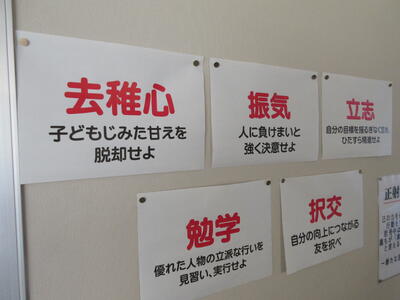 去稚心
子どもじみた甘えを
脱却せよ
振気
人に負けまいと
強く決意せよ
立志
自分の目標を揺るぎなく定め、
ひたすら精進せよ
勉学
優れた人物の立派な行いを
見習い、実行せよ
択交
自分の向上につながる
友を択べ
正射